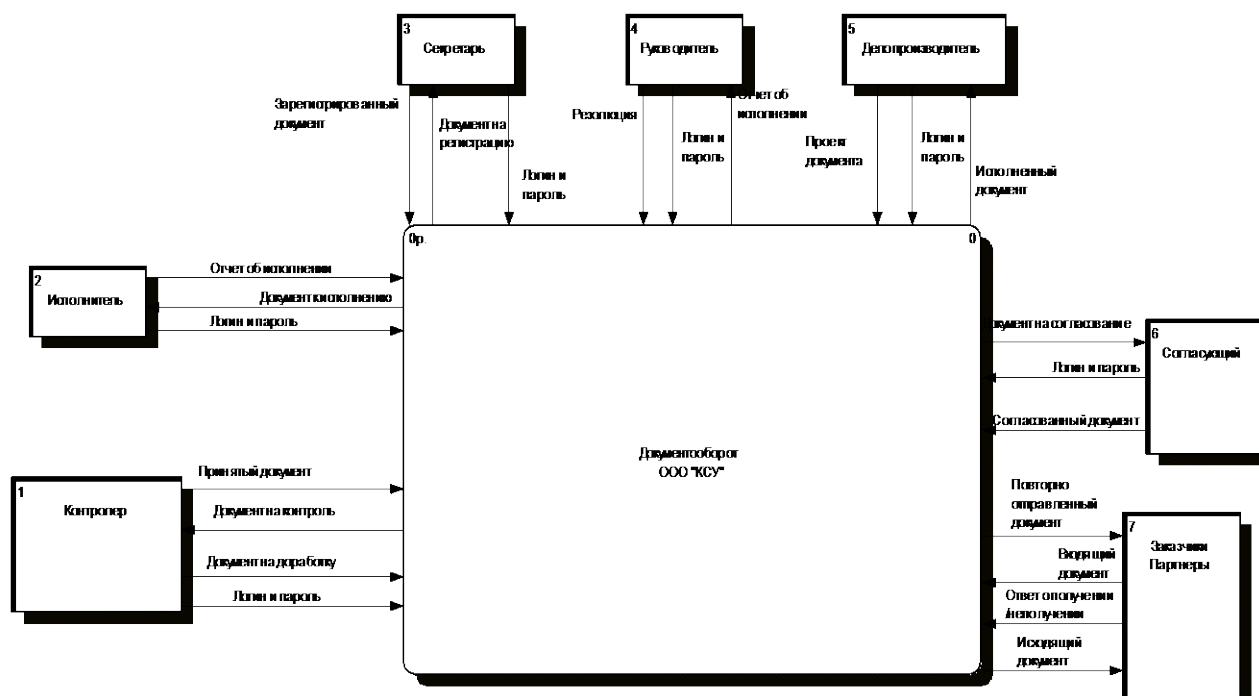 3
Секретарь
4
Руководитель
5
Делопроизводитель
Зарегистрированный
документ
Документ на
регистрацию
Логин и
пароль
Резолюция
Логин и
пароль
Отчет об
исполнении
Проект
документа
Логин и
пароль
Исполненный
документ
0р.
0
2
Исполнитель
Отчет об исполнении
Документ к исполнению
Логин и пароль
Документ на согласование
6
Согласующий
Логин и пароль
Согласованный документ
Документооборот
ООО "КСУ"
1
Контролер
Принятый документ
Документ на контроль
Документ на доработку
Логин и пароль
Повторно
отправленный
документ
7
Заказчики
Партнеры
Входящий
документ
Ответ о получении
/неполучении
Исходящий
документ